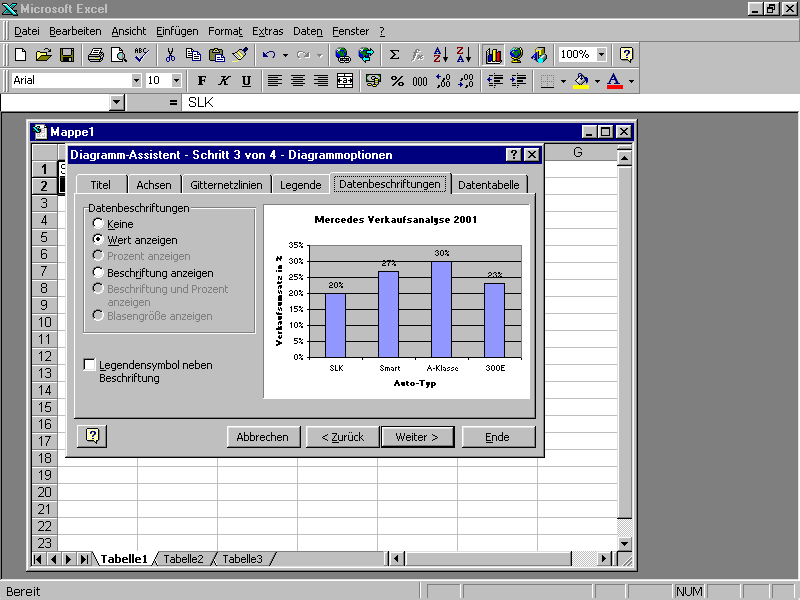 Microsoft Excel
Datei Bearbeiten Ansicht Einfügen Format Extras Daten Fenster ?
100%
Arial 10 F K U
% 000
= SLK
Mappe1
Diagramm-Assistent - Schritt 3 von 4 - Diagrammoptionen
G
Titel Achsen Gitternetzlinien Legende Datenbeschriftungen Datentabelle
Datenbeschriftungen
Keine
Wert anzeigen
Prozent anzeigen
Beschriftung anzeigen
Beschriftung und Prozent
anzeigen
Blasengröße anzeigen
Legendensymbol neben
Beschriftung
Mercedes Verkaufsanalyse 2001
Verkaufsumsatz in %
35%
30%
25%
20%
15%
10%
5%
0%
20% 27% 30% 23%
SLK Smart A-Klasse 300E
Auto-Typ
Abbrechen < Zurück Weiter > Ende
1
2
3
4
5
6
7
8
9
10
11
12
13
14
15
16
17
18
19
20
21
22
23
Tabelle1 Tabelle2 Tabelle3
Bereit NUM